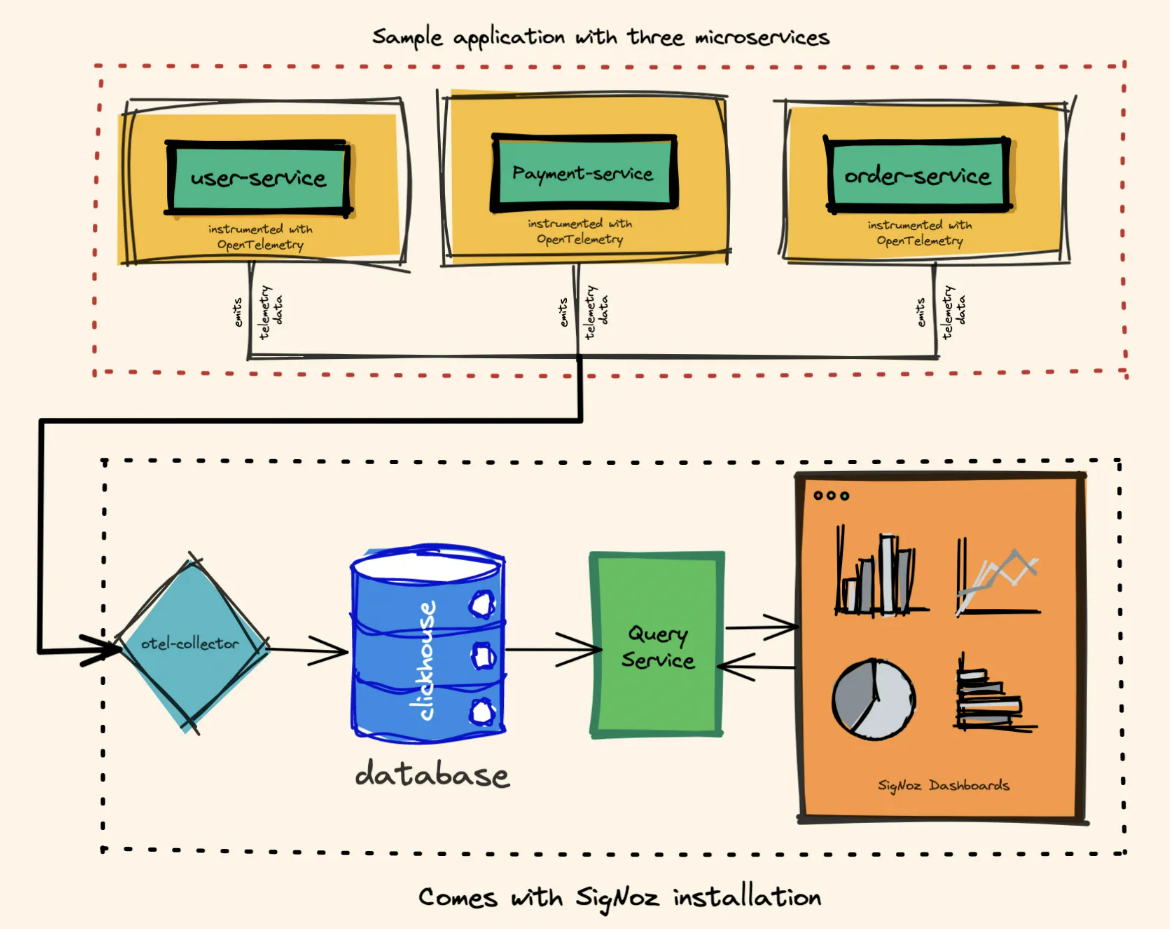 Sample application with three microservices
user-service
instrumented with
OpenTelemetry
Payment-service
instrumented with
OpenTelemetry
order-service
instrumented with
OpenTelemetry
emits
telemetry
data
emits
telemetry
data
emits
telemetry
data
otel-collector
clickhouse
database
Query
Service
SigNoz Dashboards
Comes with SigNoz installation